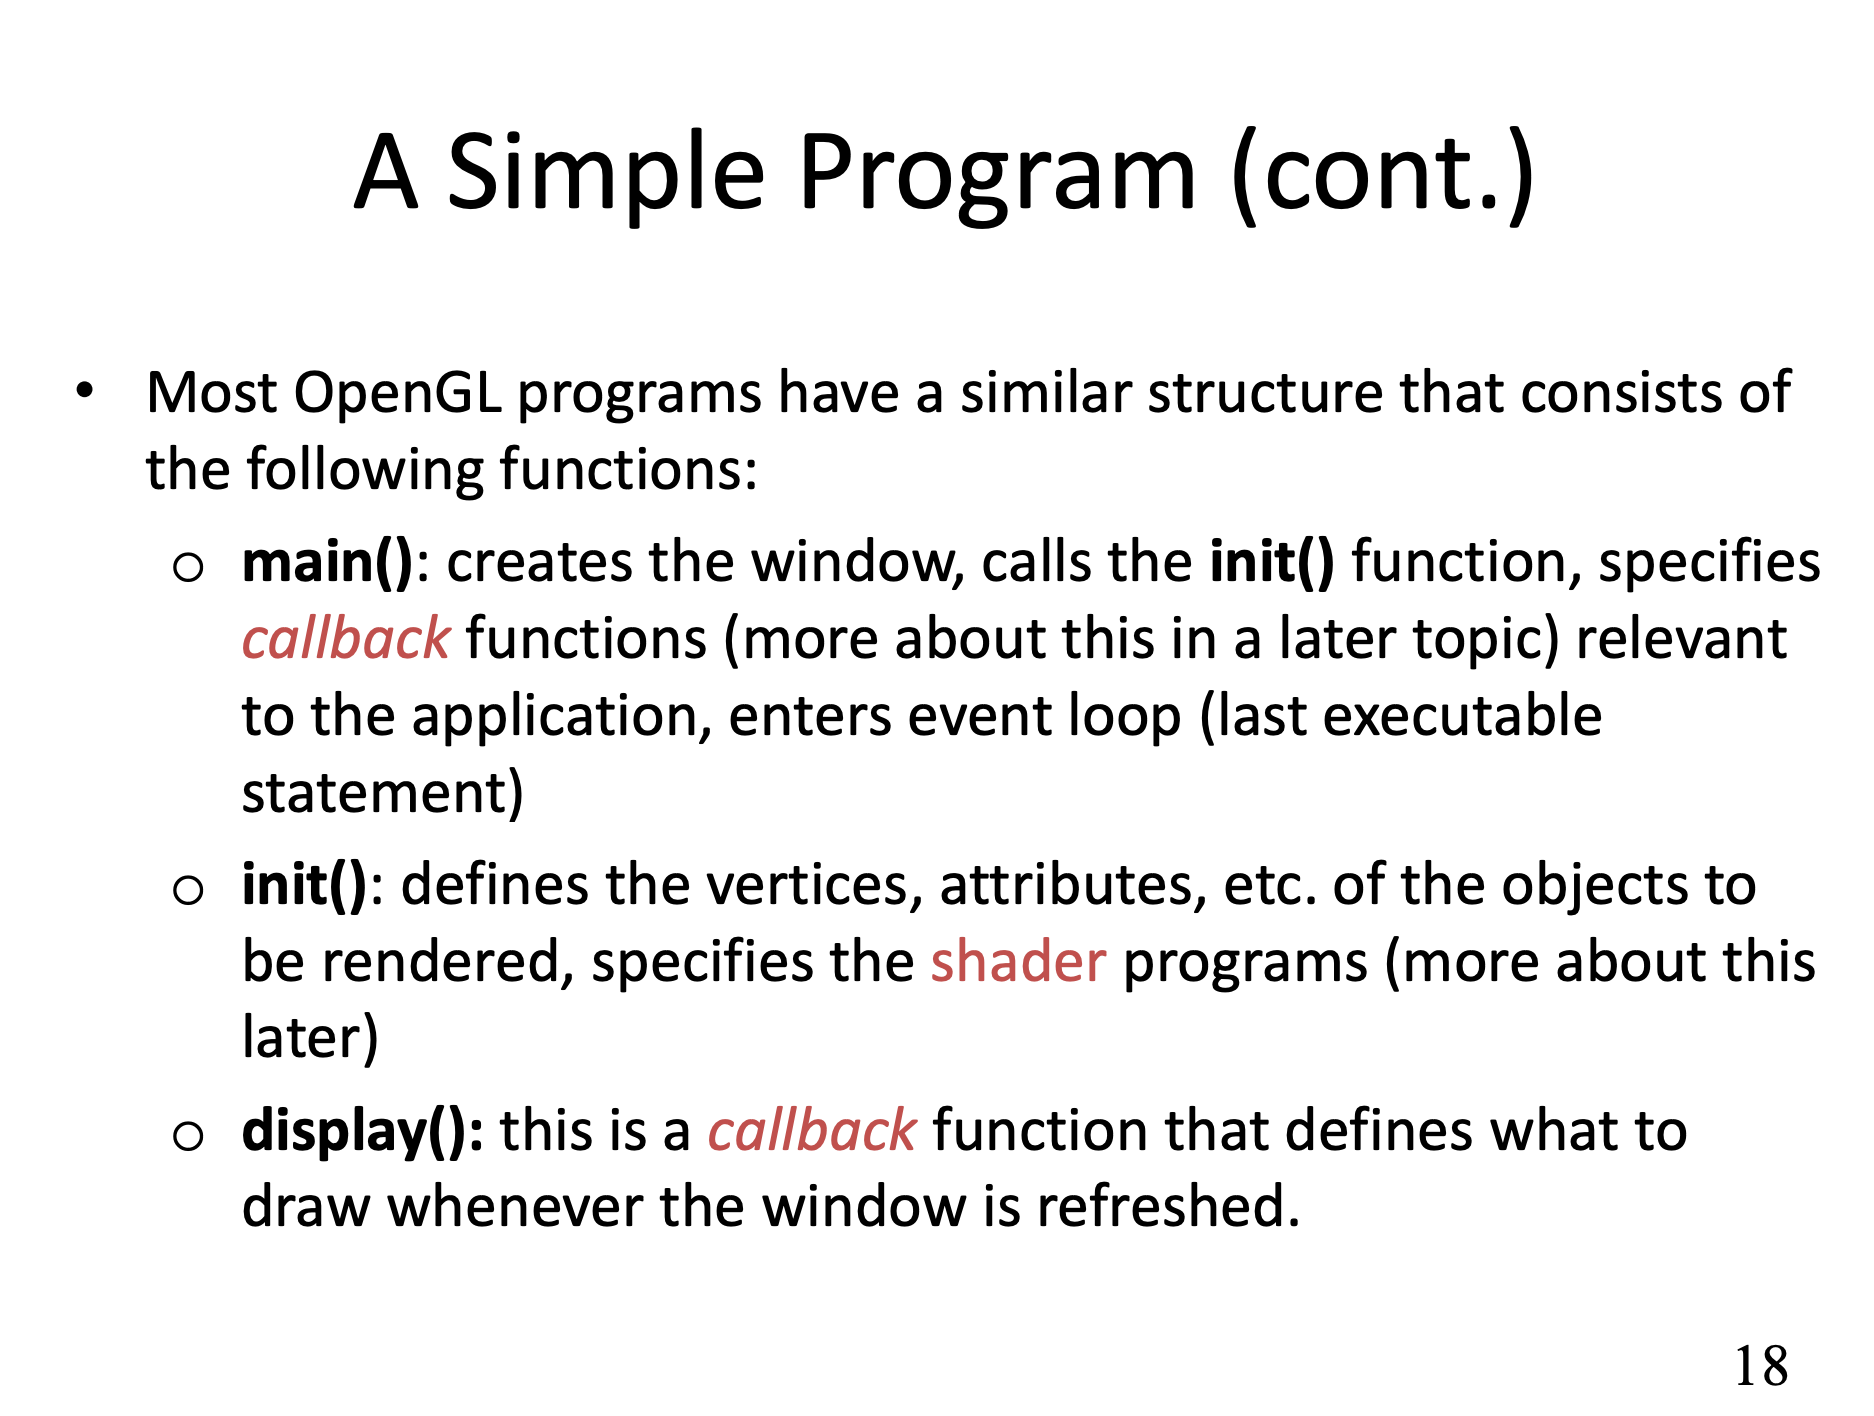 A Simple Program (cont.)
• Most OpenGL programs have a similar structure that consists of
the following functions:
o main(): creates the window, calls the init() function, specifies
callback functions (more about this in a later topic) relevant
to the application, enters event loop (last executable
statement)
o init(): defines the vertices, attributes, etc. of the objects to
be rendered, specifies the shader programs (more about this
later)
o display(): this is a callback function that defines what to
draw whenever the window is refreshed.
18